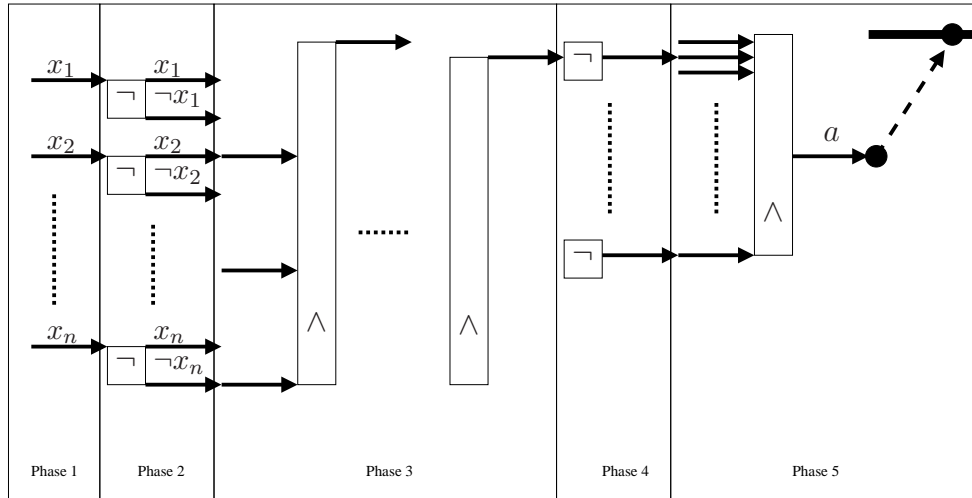 x₁ x₁
¬ ¬x₁
x₂ x₂
¬ ¬x₂
xₙ xₙ
¬ ¬xₙ
∧
∧
¬
¬
∧
a
Phase 1 Phase 2 Phase 3 Phase 4 Phase 5